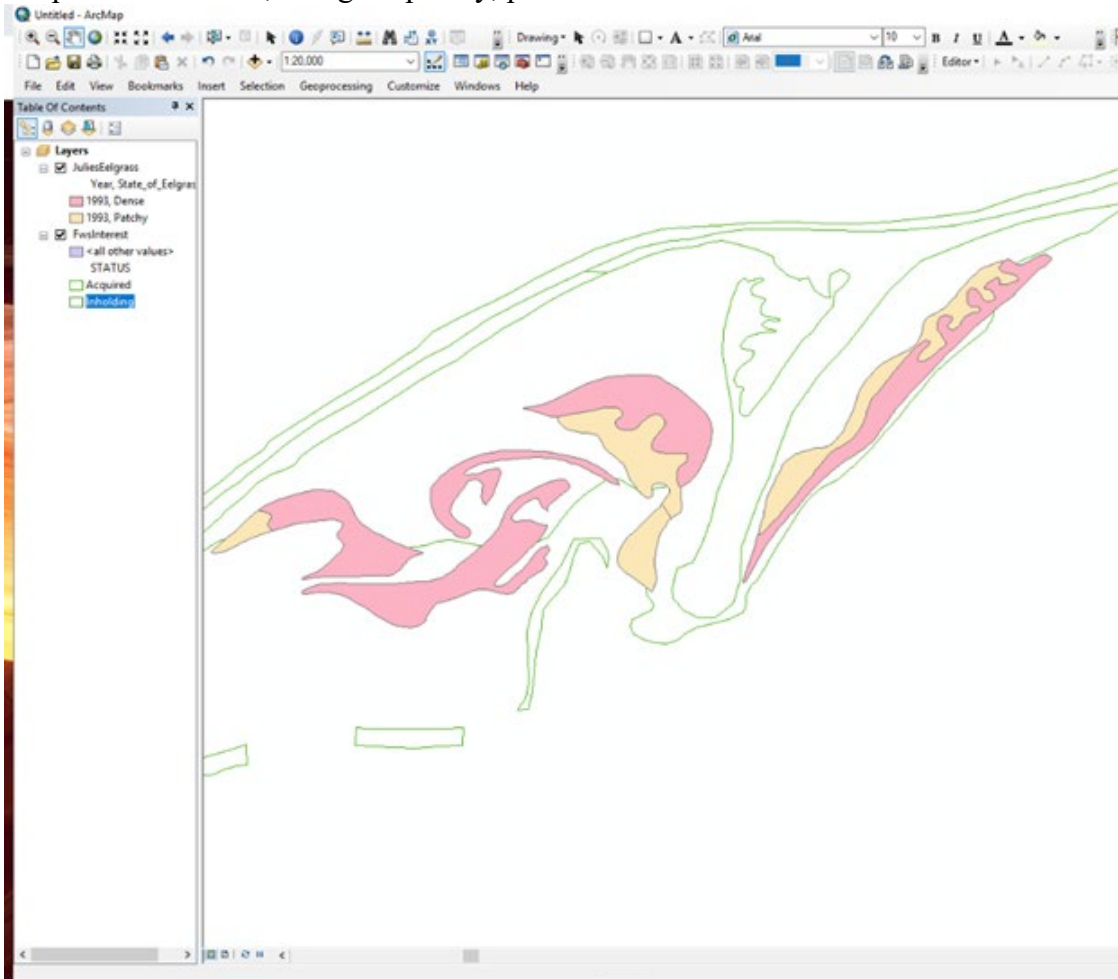 Untitled - ArcMap
Drawing Arial 10 B I U A
1:20,000 Editor
File Edit View Bookmarks Insert Selection Geoprocessing Customize Windows Help
Table Of Contents
Layers
JuliesEelgrass
Year, State_of_Eelgras
1993, Dense
1993, Patchy
FwsInterest
<all other values>
STATUS
Acquired
Inholding